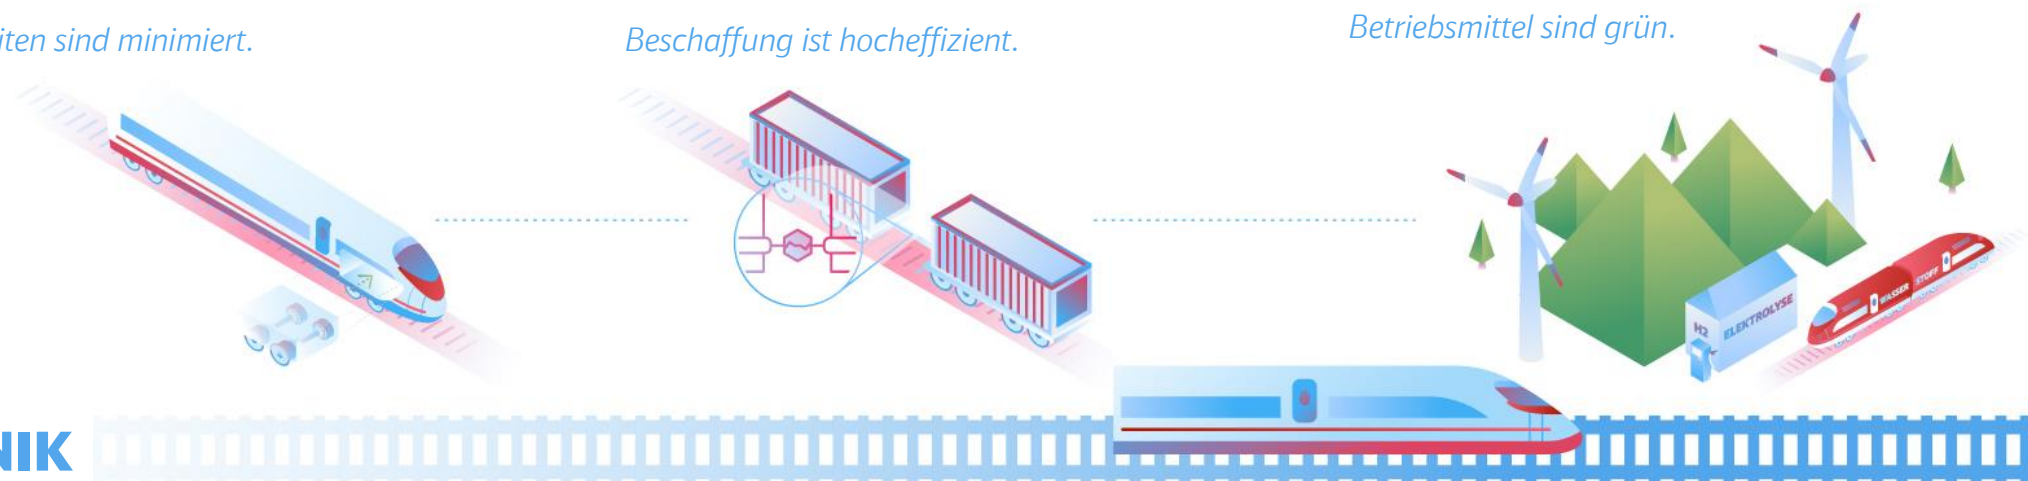 iten sind minimiert.
Beschaffung ist hocheffizient.
Betriebsmittel sind grün.
H2
ELEKTROLYSE
WASSER STOFF
NIK